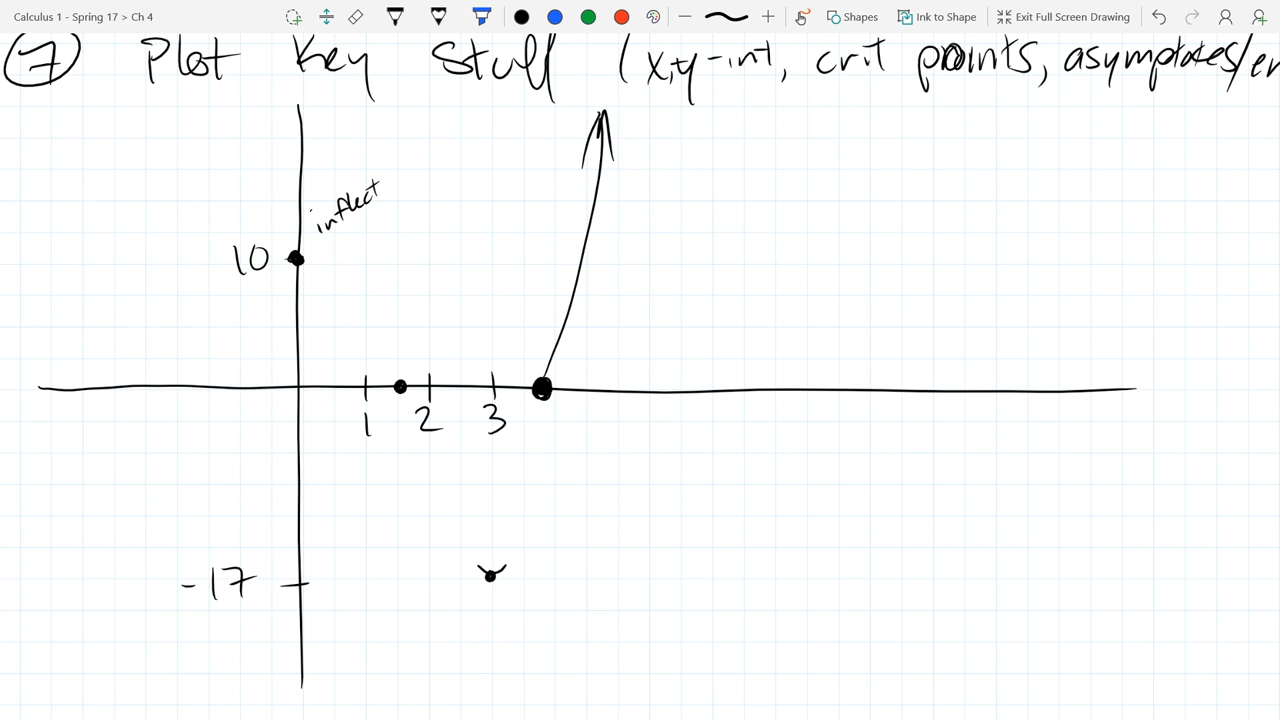 Calculus 1 - Spring 17 > Ch 4
Shapes
Ink to Shape
Exit Full Screen Drawing
7 Plot Key Stuff (x,y-int, crit points, asymptotes/en
inflect
10
1 2 3
-17